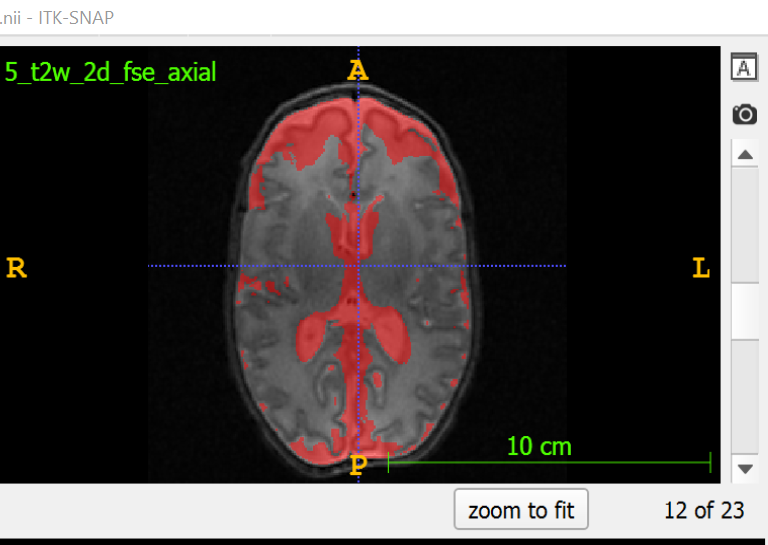 .nii - ITK-SNAP
5_t2w_2d_fse_axial
A
A
R
L
10 cm
P
zoom to fit
12 of 23